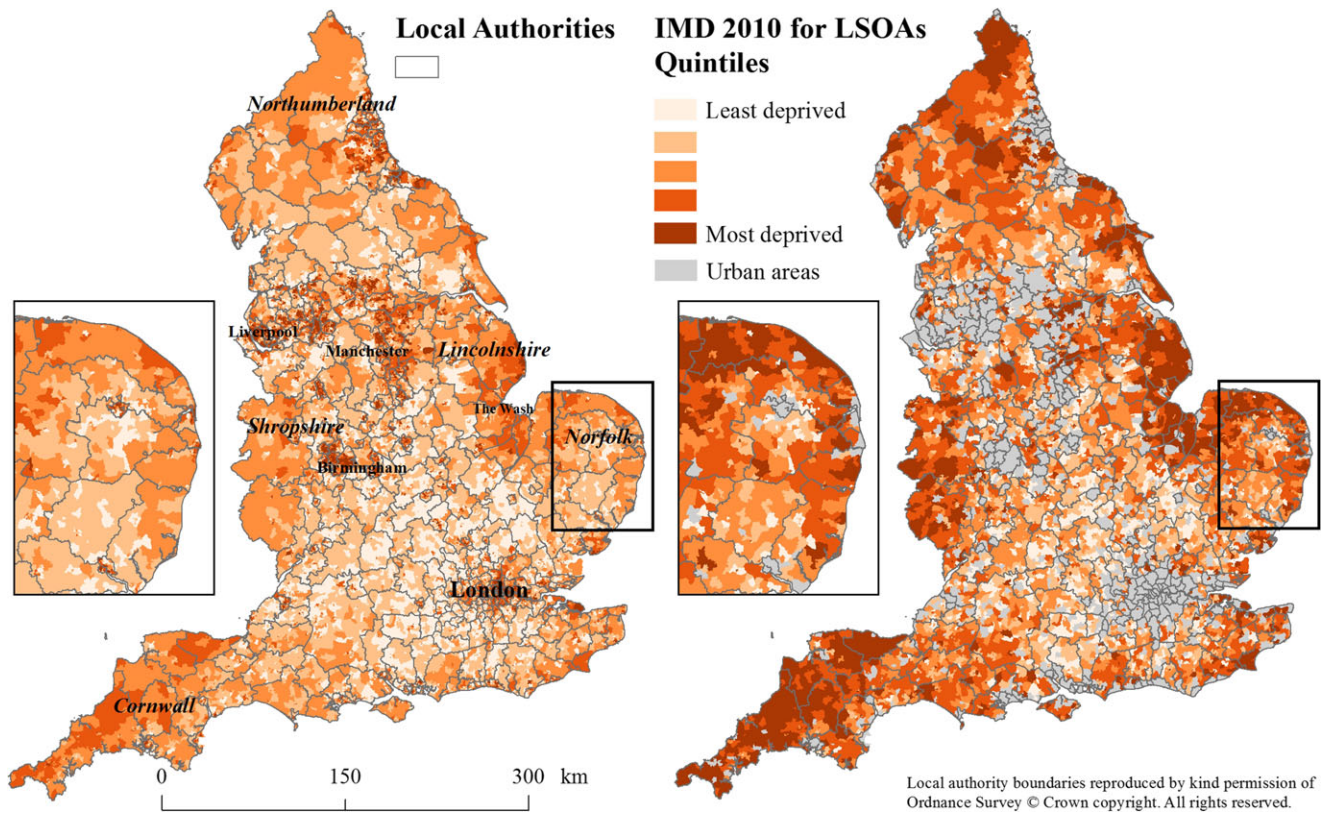 Local Authorities
IMD 2010 for LSOAs
Quintiles
Least deprived
Most deprived
Urban areas
Northumberland
Liverpool
Manchester
Lincolnshire
The Wash
Shropshire
Norfolk
Birmingham
London
Cornwall
0 150 300 km
Local authority boundaries reproduced by kind permission of
Ordnance Survey © Crown copyright. All rights reserved.